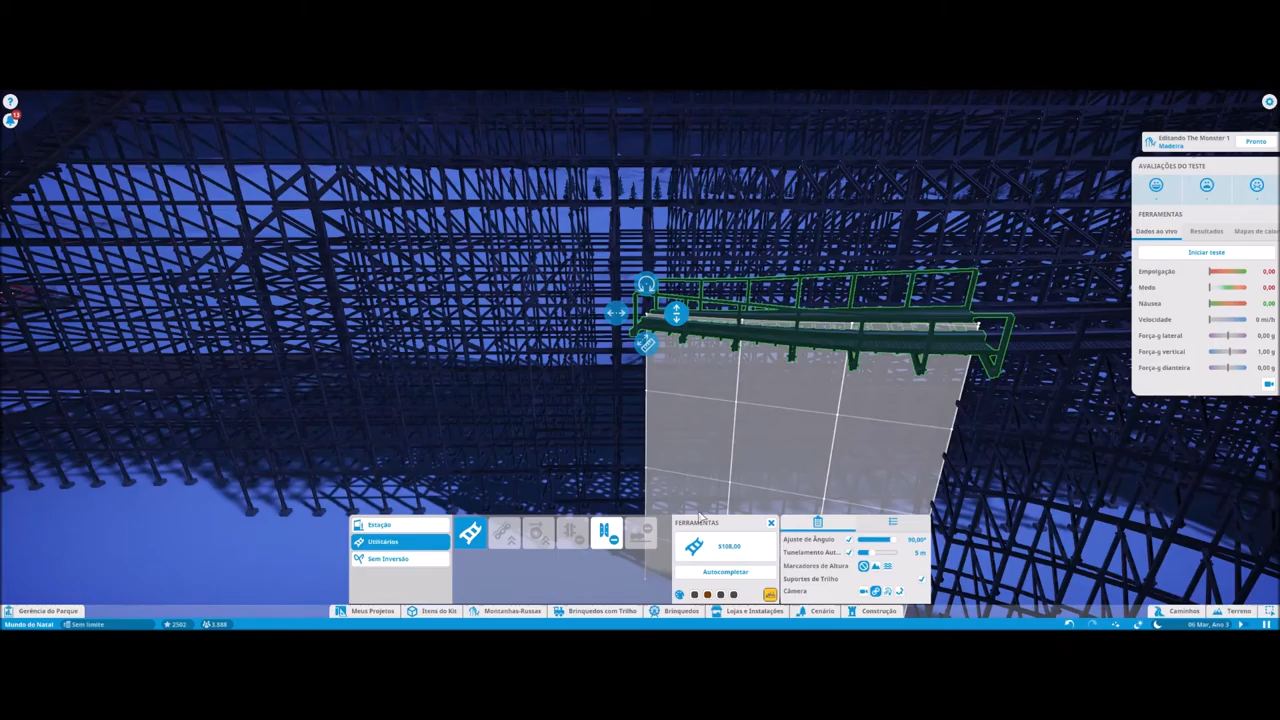 ?
13
Editando The Monster 1
Madeira
Pronto
AVALIAÇÕES DO TESTE
-
-
-
FERRAMENTAS
Dados ao vivo
Resultados
Mapas de calor
Iniciar teste
Empolgação 0,00
Medo 0,00
Náusea 0,00
Velocidade 0 mi/h
Força-g lateral 0,00 g
Força-g vertical 1,00 g
Força-g dianteira 0,00 g
Estação
Utilitários
Sem Inversão
FERRAMENTAS
$108,00
Autocompletar
Ajuste de Ângulo 90,00°
Tunelamento Aut... 5 m
Marcadores de Altura
Suportes de Trilho
Câmera
Gerência do Parque
Meus Projetos
Itens do Kit
Montanhas-Russas
Brinquedos com Trilho
Brinquedos
Lojas e Instalações
Cenário
Construção
Caminhos
Terreno
Mundo do Natal
Sem limite
2502
3.888
06 Mar, Ano 3